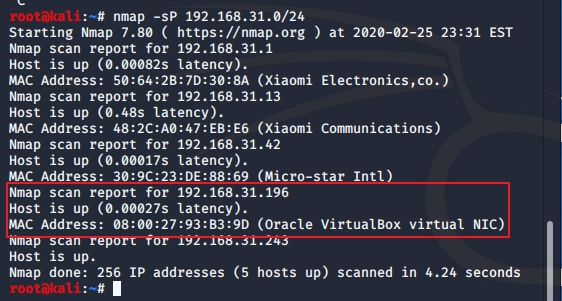 C
root@kali:~# nmap -sP 192.168.31.0/24
Starting Nmap 7.80 ( https://nmap.org ) at 2020-02-25 23:31 EST
Nmap scan report for 192.168.31.1
Host is up (0.00082s latency).
MAC Address: 50:64:2B:7D:30:8A (Xiaomi Electronics,co.)
Nmap scan report for 192.168.31.13
Host is up (0.48s latency).
MAC Address: 48:2C:A0:47:EB:E6 (Xiaomi Communications)
Nmap scan report for 192.168.31.42
Host is up (0.00017s latency).
MAC Address: 30:9C:23:DE:88:69 (Micro-star Intl)
Nmap scan report for 192.168.31.196
Host is up (0.00027s latency).
MAC Address: 08:00:27:93:B3:9D (Oracle VirtualBox virtual NIC)
Nmap scan report for 192.168.31.243
Host is up.
Nmap done: 256 IP addresses (5 hosts up) scanned in 4.24 seconds
root@kali:~#